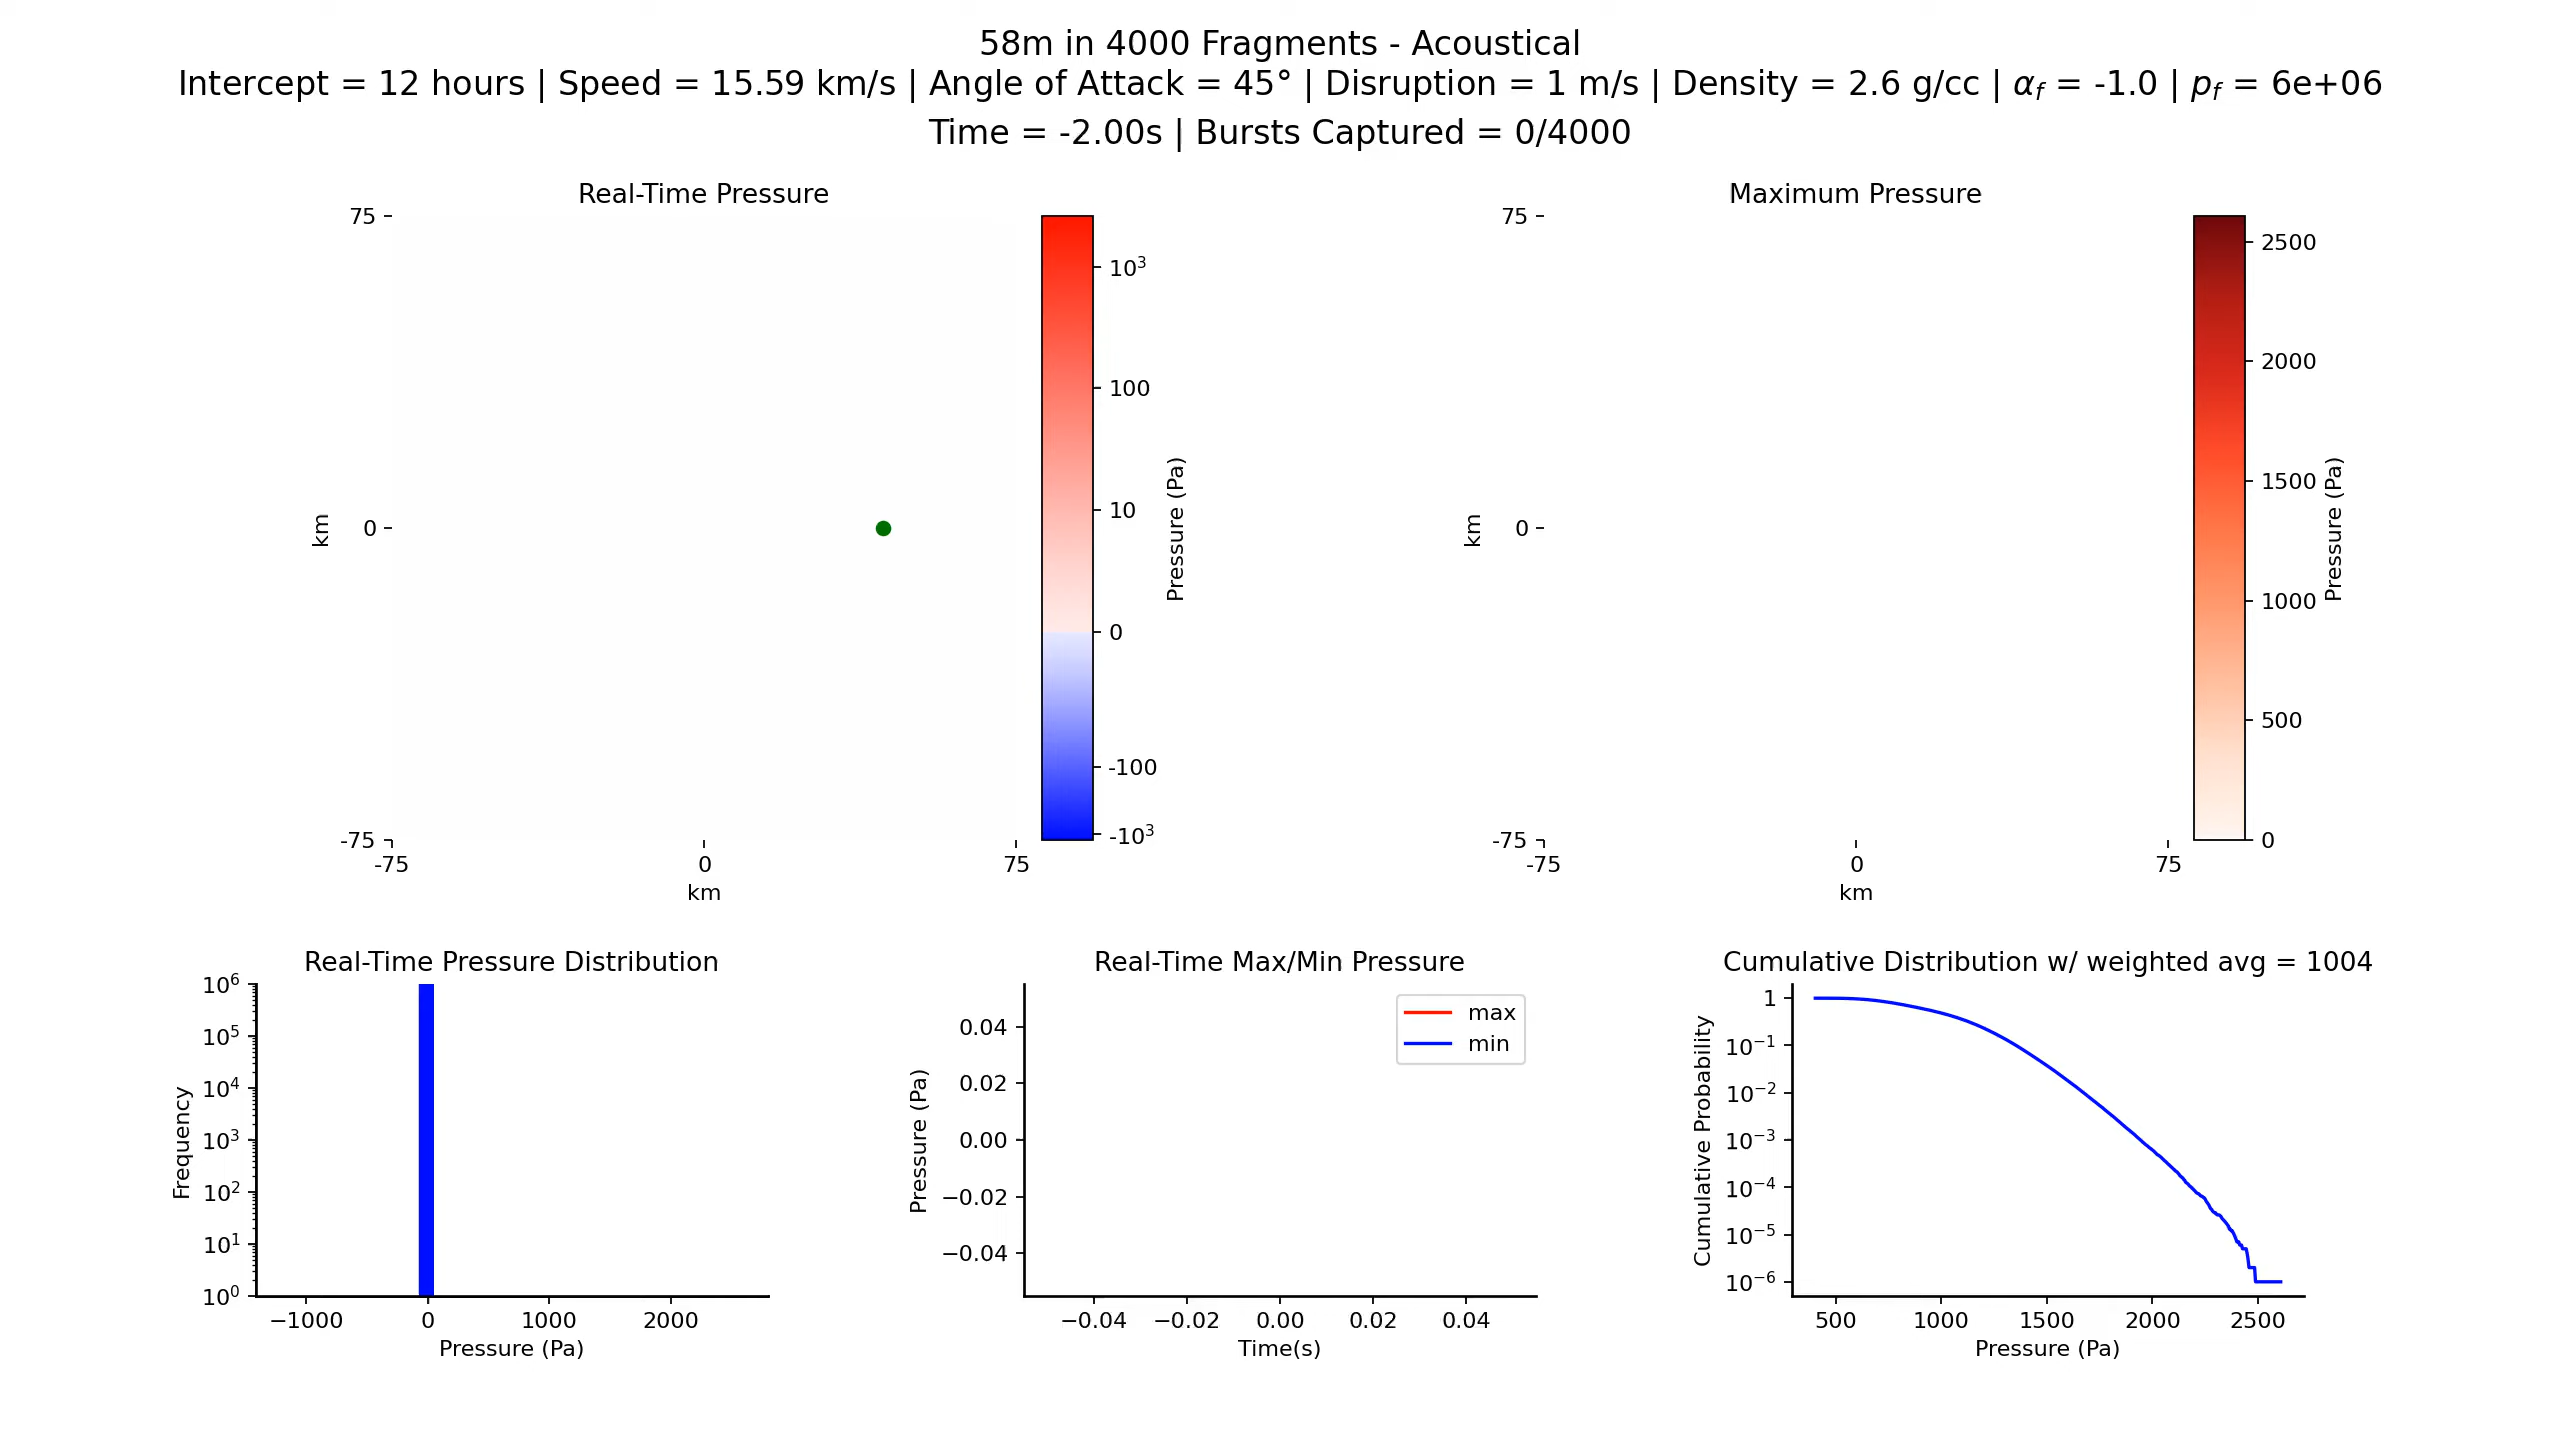 58m in 4000 Fragments - Acoustical
Intercept = 12 hours | Speed = 15.59 km/s | Angle of Attack = 45° | Disruption = 1 m/s | Density = 2.6 g/cc | α_f = -1.0 | p_f = 6e+06
Time = -2.00s | Bursts Captured = 0/4000
Real-Time Pressure
75
0
-75
km
-75
0
75
km
10³
100
10
0
-100
-10³
Pressure (Pa)
Maximum Pressure
75
0
-75
km
-75
0
75
km
2500
2000
1500
1000
500
0
Pressure (Pa)
Real-Time Pressure Distribution
10⁶
10⁵
10⁴
10³
10²
10¹
10⁰
Frequency
−1000
0
1000
2000
Pressure (Pa)
Real-Time Max/Min Pressure
max
min
0.04
0.02
0.00
−0.02
−0.04
Pressure (Pa)
−0.04
−0.02
0.00
0.02
0.04
Time(s)
Cumulative Distribution w/ weighted avg = 1004
1
10⁻¹
10⁻²
10⁻³
10⁻⁴
10⁻⁵
10⁻⁶
Cumulative Probability
500
1000
1500
2000
2500
Pressure (Pa)